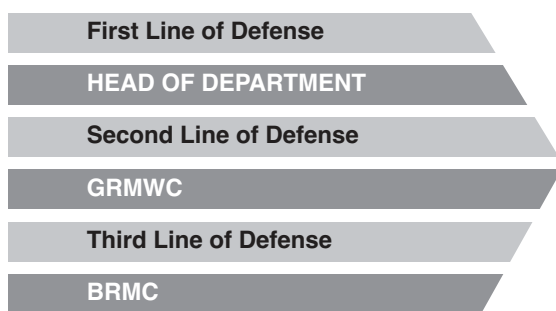 First Line of Defense
HEAD OF DEPARTMENT
Second Line of Defense
GRMWC
Third Line of Defense
BRMC